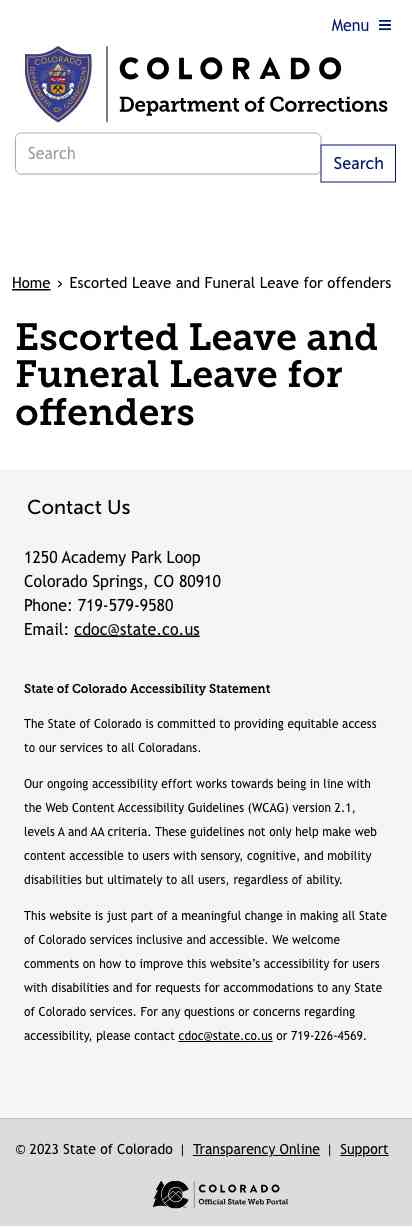 Menu
COLORADO
COLORADO
Department of Corrections
Search
Search
Home > Escorted Leave and Funeral Leave for offenders
Escorted Leave and
Funeral Leave for
offenders
Contact Us
1250 Academy Park Loop
Colorado Springs, CO 80910
Phone: 719-579-9580
Email: cdoc@state.co.us
State of Colorado Accessibility Statement
The State of Colorado is committed to providing equitable access
to our services to all Coloradans.
Our ongoing accessibility effort works towards being in line with
the Web Content Accessibility Guidelines (WCAG) version 2.1,
levels A and AA criteria. These guidelines not only help make web
content accessible to users with sensory, cognitive, and mobility
disabilities but ultimately to all users, regardless of ability.
This website is just part of a meaningful change in making all State
of Colorado services inclusive and accessible. We welcome
comments on how to improve this website’s accessibility for users
with disabilities and for requests for accommodations to any State
of Colorado services. For any questions or concerns regarding
accessibility, please contact cdoc@state.co.us or 719-226-4569.
© 2023 State of Colorado | Transparency Online | Support
COLORADO
Official State Web Portal